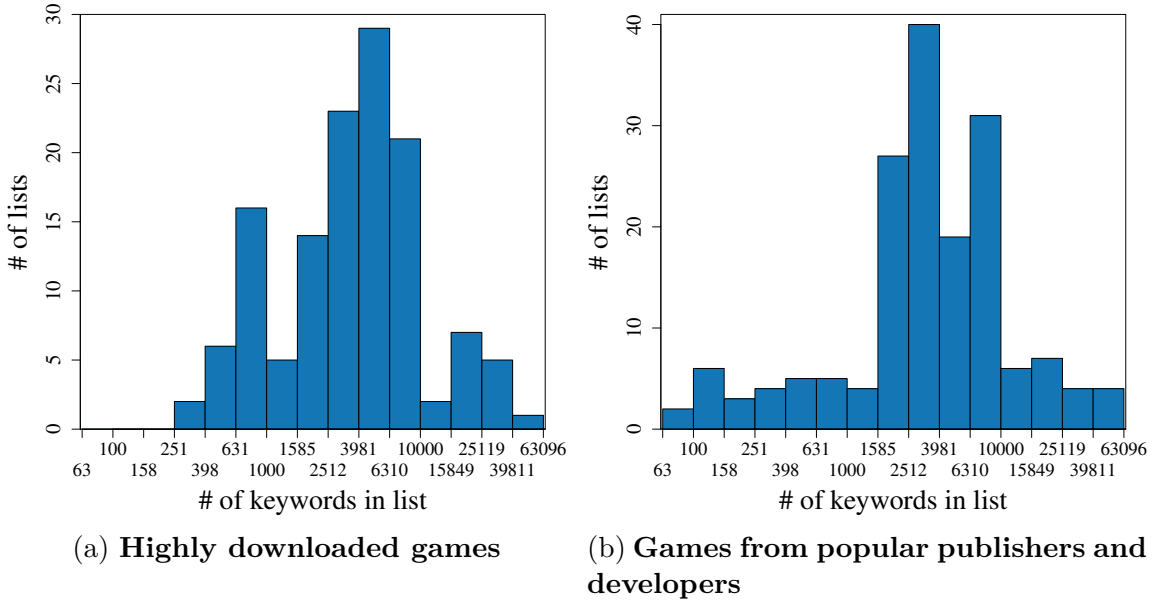 30
25
20
15
10
5
0
# of lists
100 251 631 1585 3981 10000 25119 63096
63 158 398 1000 2512 6310 15849 39811
# of keywords in list
(a) Highly downloaded games
40
30
20
10
0
# of lists
100 251 631 1585 3981 10000 25119 63096
63 158 398 1000 2512 6310 15849 39811
# of keywords in list
(b) Games from popular publishers and
developers